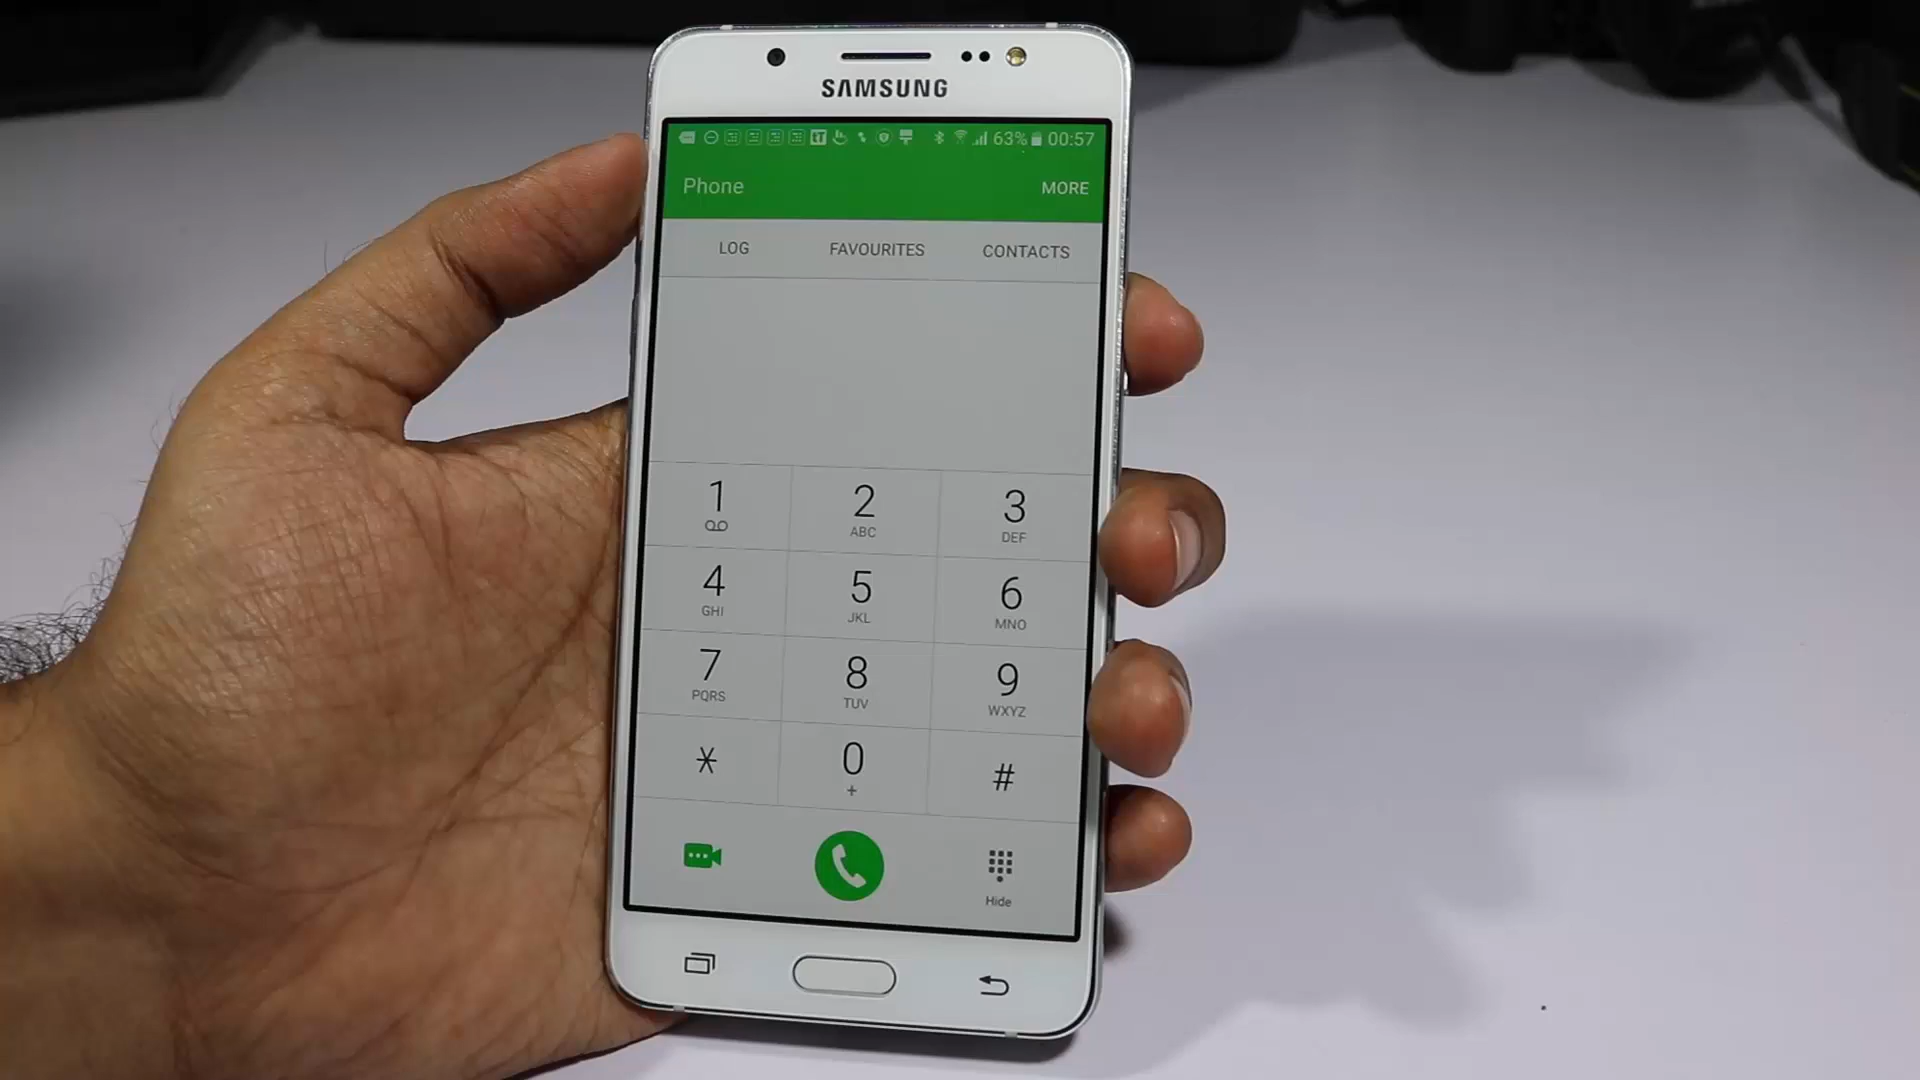 SAMSUNG
63% 00:57
Phone MORE
LOG FAVOURITES CONTACTS
1 2 3
ABC DEF
4 5 6
GHI JKL MNO
7 8 9
PQRS TUV WXYZ
* 0 #
+
Hide